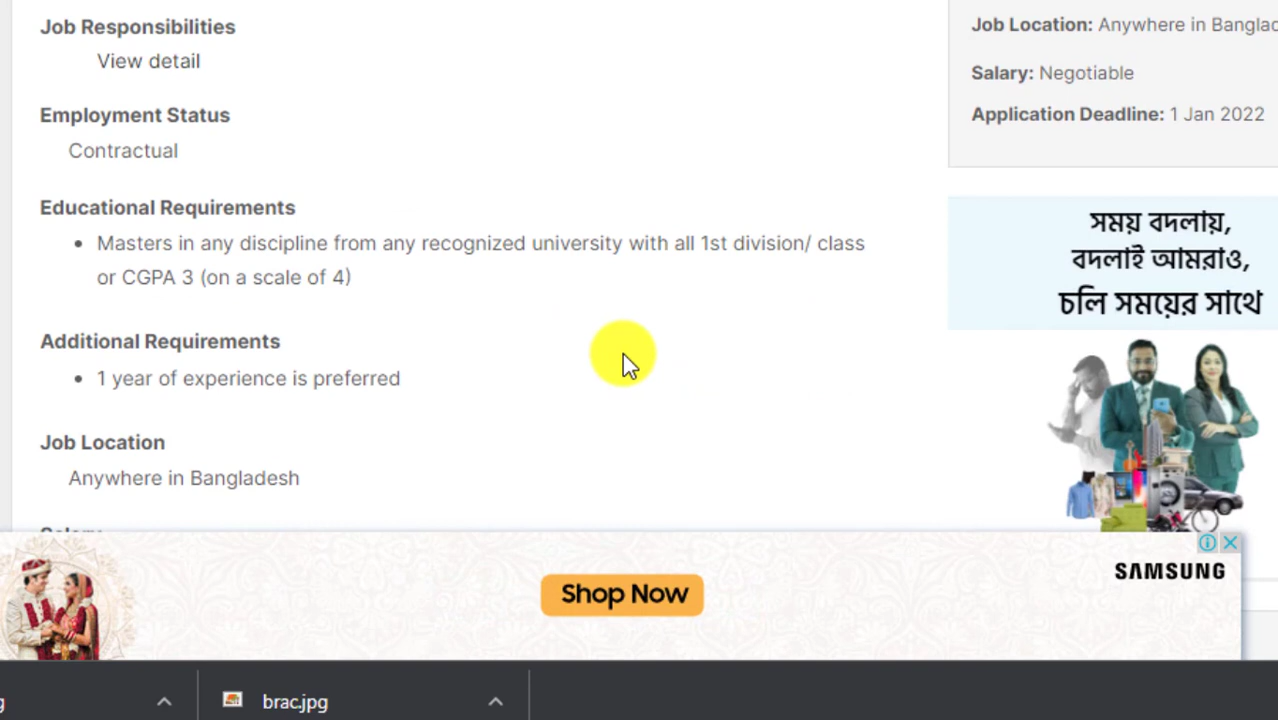 Job Responsibilities
View detail
Employment Status
Contractual
Educational Requirements
Masters in any discipline from any recognized university with all 1st division/ class
or CGPA 3 (on a scale of 4)
Additional Requirements
1 year of experience is preferred
Job Location
Anywhere in Bangladesh
Job Location: Anywhere in
Salary: Negotiable
Application Deadline: 1 Jan 2022
সময় বদলায়,
বদলাই আমরাও,
চলি সময়ের সাথে
Shop Now
SAMSUNG
brac.jpg